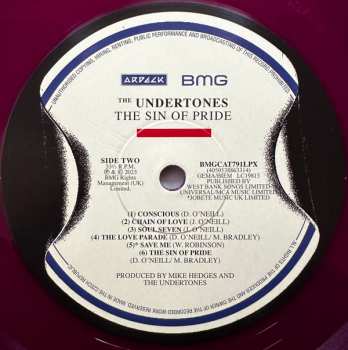 UNAUTHORISED COPYING, HIRING, RENTING, PUBLIC PERFORMANCE AND BROADCASTING OF THIS RECORD PROHIBITED
ARDECK BMG
THE UNDERTONES
THE SIN OF PRIDE
SIDE TWO
33⅓ R.P.M.
℗ & © 2023
BMG Rights
Management (UK)
Limited
BMGCAT791LPX
(4050538863314)
GEMA/BIEM LC19813
PUBLISHED BY
WEST BANK SONGS LIMITED
UNIVERSAL/MCA MUSIC LIMITED
*JOBETE MUSIC UK LIMITED
(1) CONSCIOUS (D. O'NEILL)
(2) CHAIN OF LOVE (J. O'NEILL)
(3) SOUL SEVEN (J. O'NEILL)
(4) THE LOVE PARADE (D. O'NEILL/ M. BRADLEY)
(5)* SAVE ME (W. ROBINSON)
(6) THE SIN OF PRIDE
(D. O'NEILL/ M. BRADLEY)
PRODUCED BY MIKE HEDGES AND
THE UNDERTONES
ALL RIGHTS OF THE PRODUCER AND THE OWNER OF THE WORK REPRODUCED RESERVED. MADE IN THE CZECH REPUBLIC